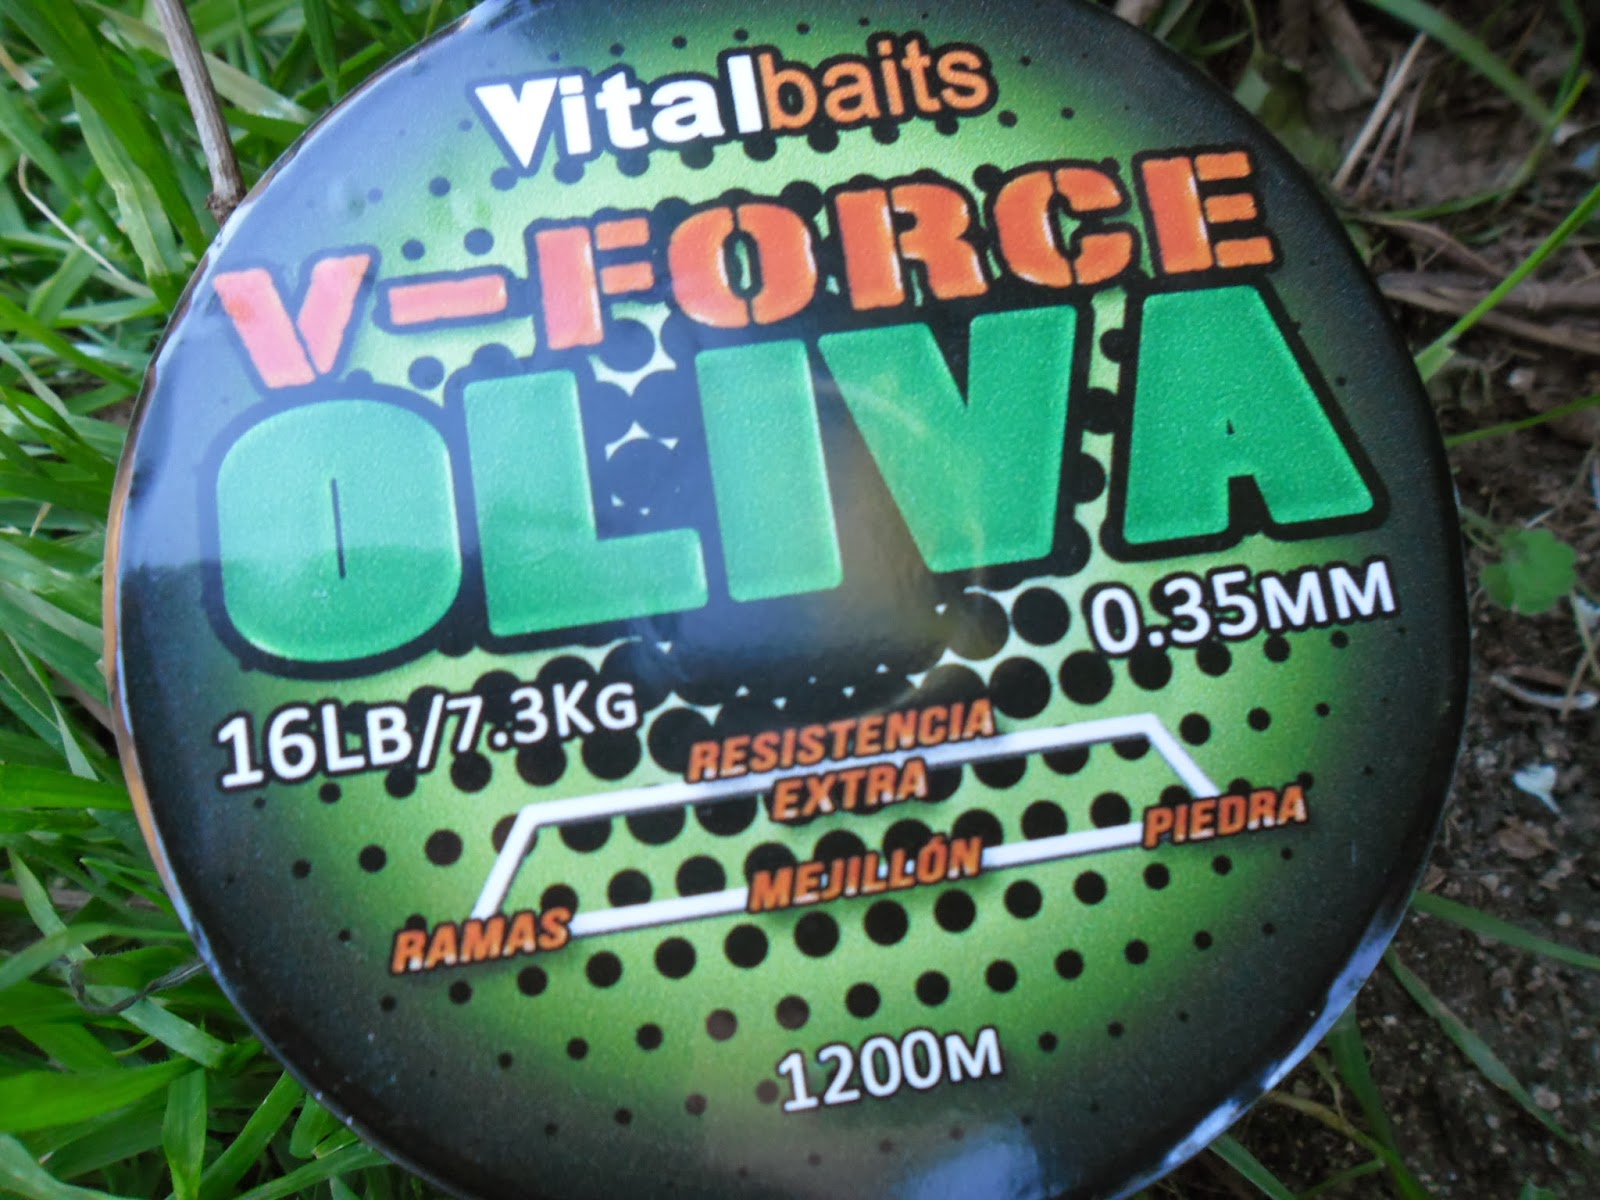 Vitalbaits
V-FORCE
OLIVA
0.35MM
16LB/7.3KG
RESISTENCIA
EXTRA
PIEDRA
MEJILLÓN
RAMAS
1200M